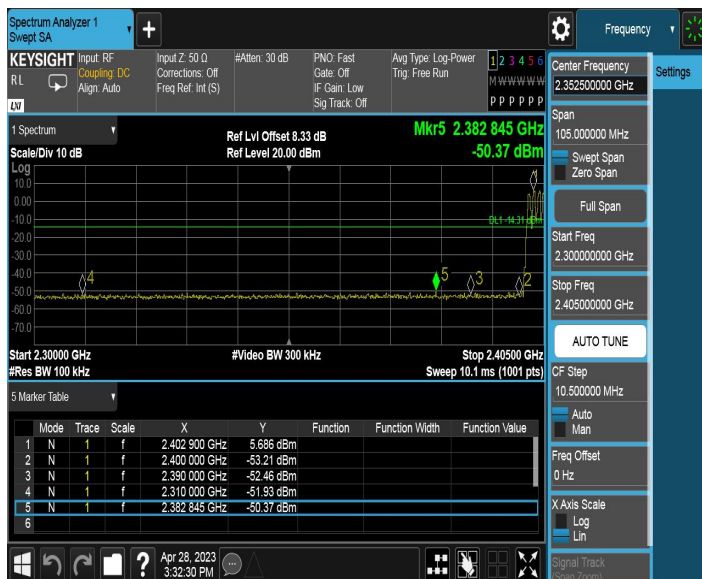 Spectrum Analyzer 1
Swept SA
+
Frequency
KEYSIGHT
Input: RF
Coupling: DC
Align: Auto
Input Z: 50 Ω
Corrections: Off
Freq Ref: Int (S)
#Atten: 30 dB
PNO: Fast
Gate: Off
IF Gain: Low
Sig Track: Off
Avg Type: Log-Power
Trig: Free Run
1 2 3 4 5 6
M W W W W W
P P P P P P
R L
LXI
Center Frequency
2.352500000 GHz
Settings
Span
105.000000 MHz
Swept Span
Zero Span
Full Span
Start Freq
2.300000000 GHz
Stop Freq
2.405000000 GHz
AUTO TUNE
CF Step
10.500000 MHz
Auto
Man
Freq Offset
0 Hz
X Axis Scale
Log
Lin
Signal Track
(Span Zoom)
1 Spectrum
Scale/Div 10 dB
Ref Lvl Offset 8.33 dB
Ref Level 20.00 dBm
Mkr5 2.382 845 GHz
-50.37 dBm
Log
10.0
0.00
-10.0
-20.0
-30.0
-40.0
-50.0
-60.0
-70.0
DL1 -14.31 dBm
1
4
5
3
2
Start 2.30000 GHz
#Video BW 300 kHz
Stop 2.40500 GHz
#Res BW 100 kHz
Sweep 10.1 ms (1001 pts)
5 Marker Table
Mode Trace Scale X Y Function Function Width Function Value
1 N 1 f 2.402 900 GHz 5.686 dBm
2 N 1 f 2.400 000 GHz -53.21 dBm
3 N 1 f 2.390 000 GHz -52.46 dBm
4 N 1 f 2.310 000 GHz -51.93 dBm
5 N 1 f 2.382 845 GHz -50.37 dBm
6
?
Apr 28, 2023
3:32:30 PM